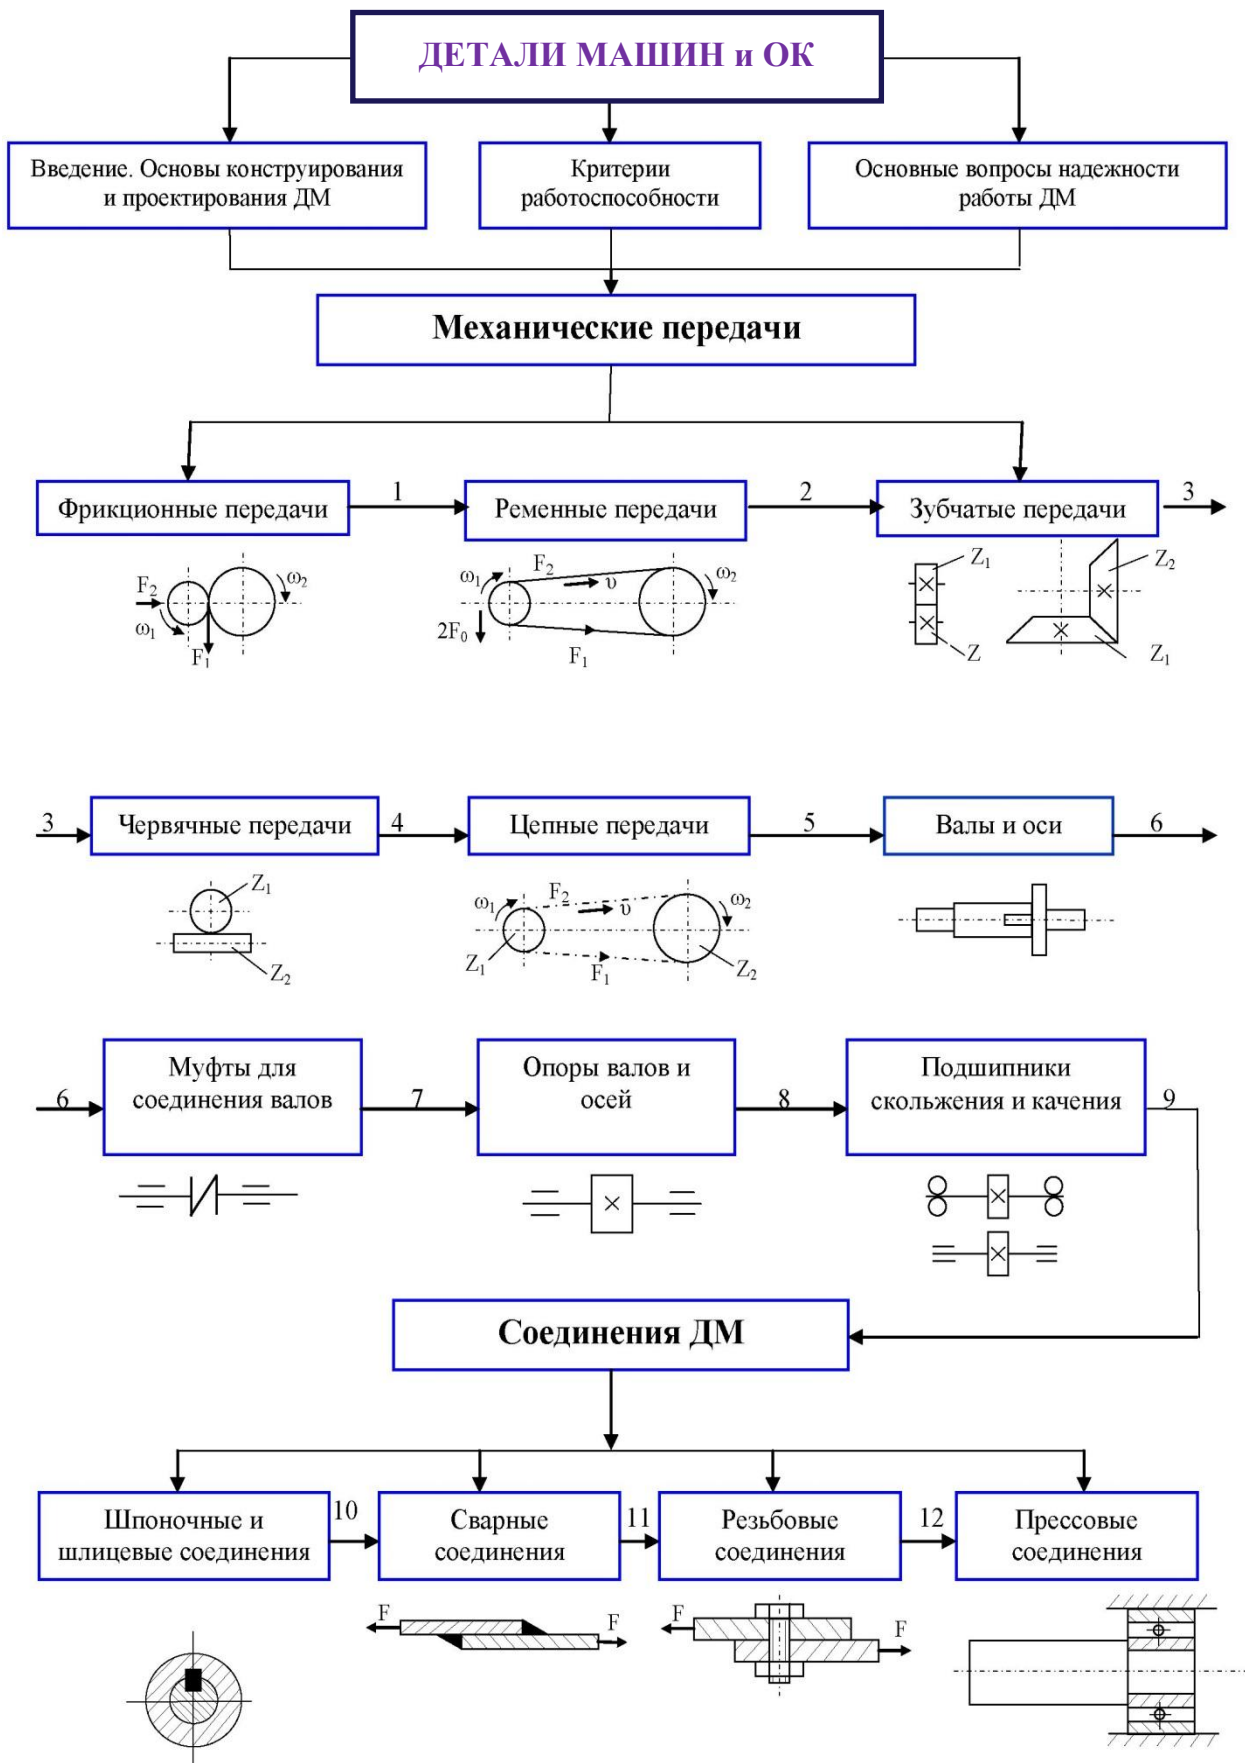 ДЕТАЛИ МАШИН и ОК
Введение. Основы конструирования
и проектирования ДМ
Критерии
работоспособности
Основные вопросы надежности
работы ДМ
Механические передачи
Фрикционные передачи
1
Ременные передачи
2
Зубчатые передачи
3
F₂
ω₁
F₁
ω₂
ω₁
F₂
υ
ω₂
2F₀
F₁
Z₁
Z
Z₂
Z₁
3
Червячные передачи
4
Цепные передачи
5
Валы и оси
6
Z₁
Z₂
ω₁
F₂
υ
ω₂
Z₁
F₁
Z₂
6
Муфты для
соединения валов
7
Опоры валов и
осей
8
Подшипники
скольжения и качения
9
Соединения ДМ
Шпоночные и
шлицевые соединения
10
Сварные
соединения
11
Резьбовые
соединения
12
Прессовые
соединения
F
F
F
F